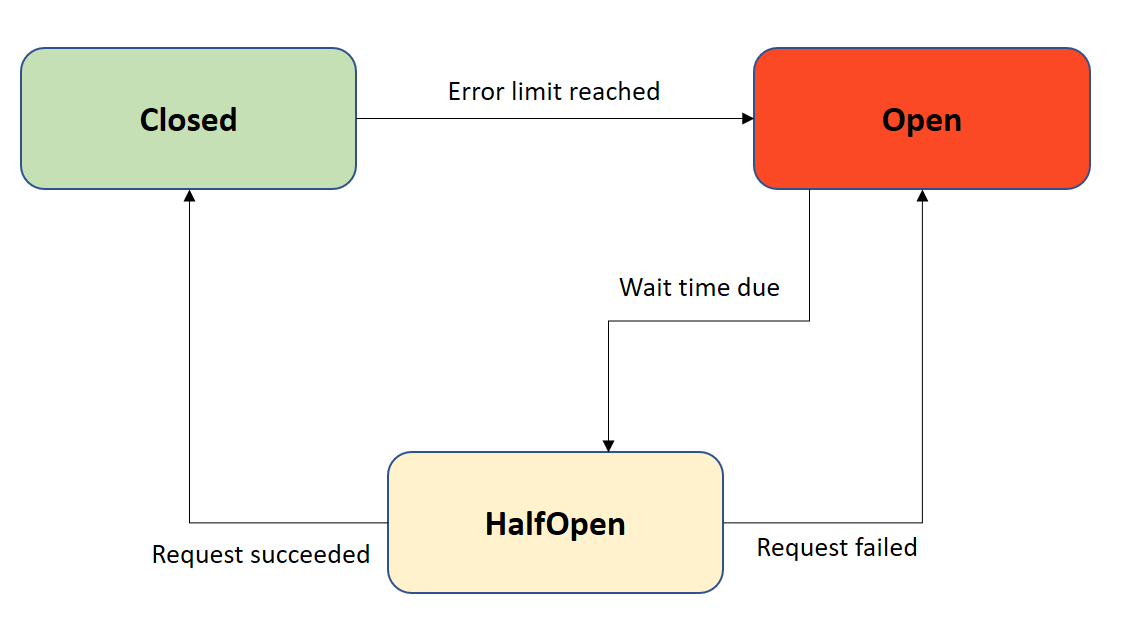 Closed
Error limit reached
Open
Wait time due
HalfOpen
Request succeeded
Request failed